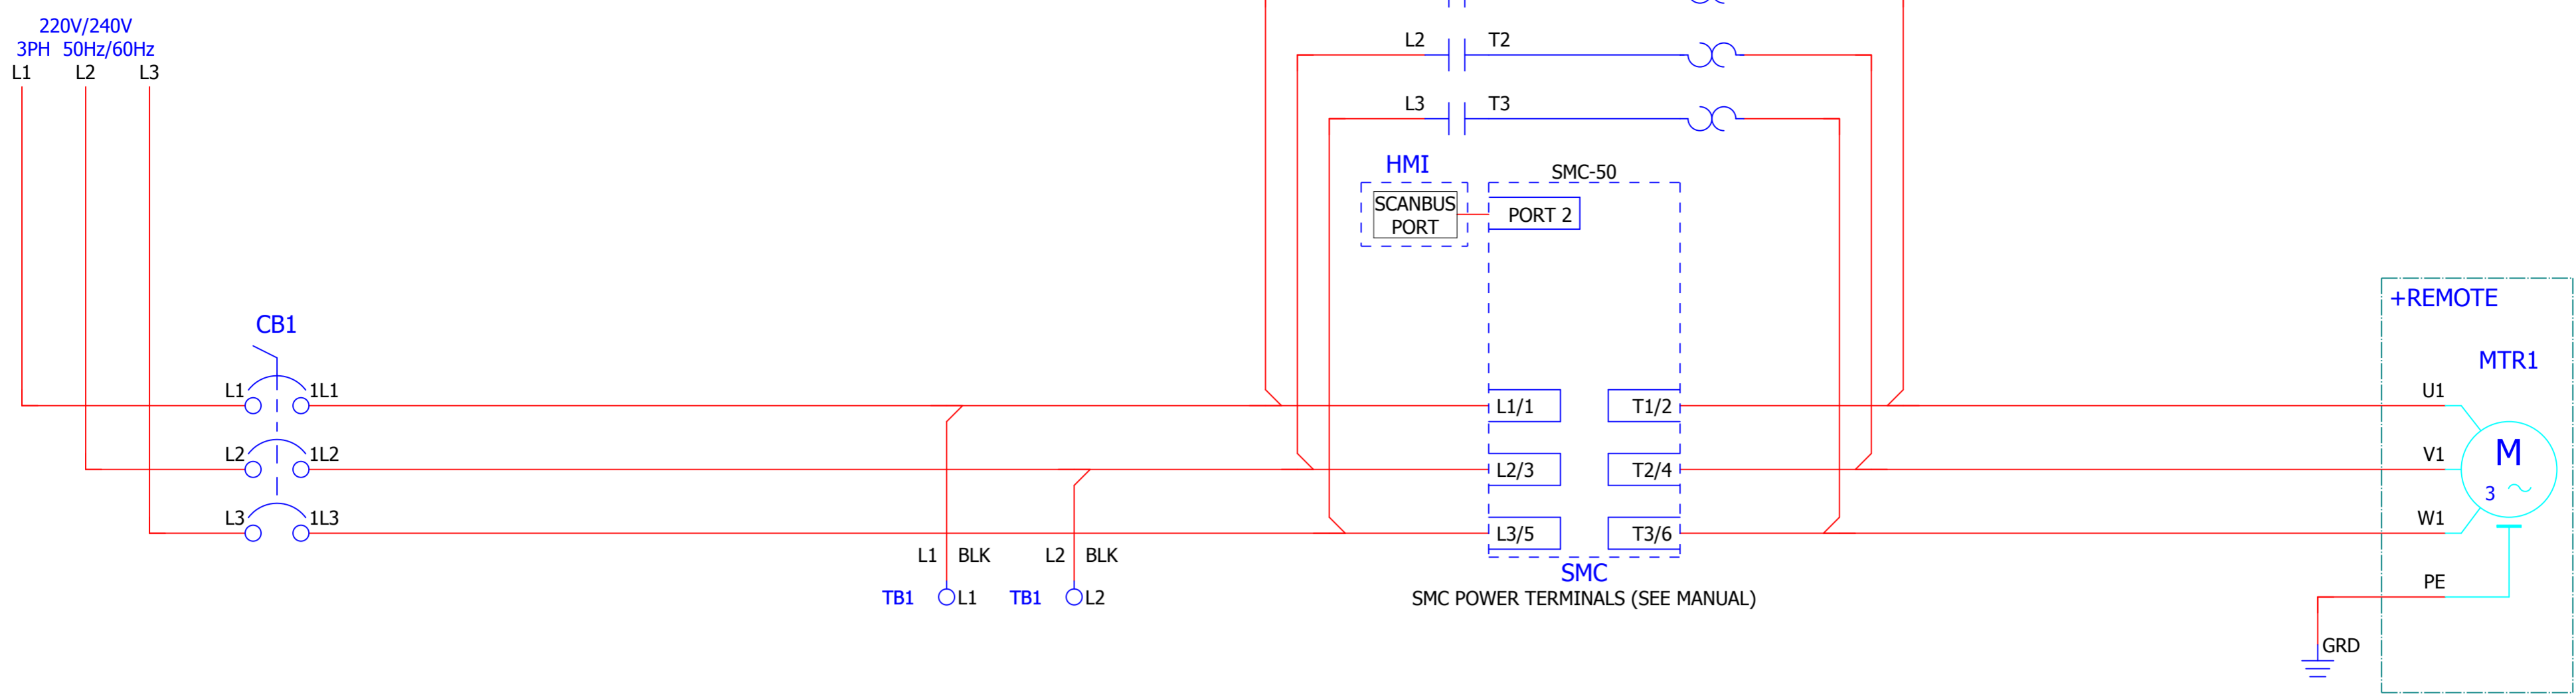 220V/240V
3PH 50Hz/60Hz
L1 L2 L3
L2 T2
L3 T3
HMI
SMC-50
SCANBUS
PORT
PORT 2
+REMOTE
CB1
MTR1
L1 1L1
L1/1 T1/2
U1
L2 1L2
L2/3 T2/4
V1
M
3
L3 1L3
L3/5 T3/6
W1
L1 BLK L2 BLK
SMC
PE
TB1 L1 TB1 L2
SMC POWER TERMINALS (SEE MANUAL)
GRD